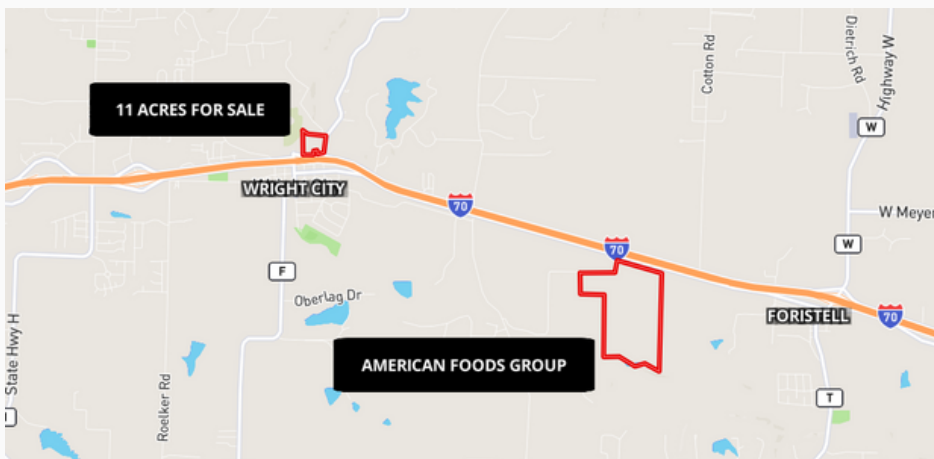 Dietrich Rd
Highway W
Cotton Rd
11 ACRES FOR SALE
W
WRIGHT CITY
70
W Meyer
70
W
F
Oberlag Dr
FORISTELL
70
State Hwy H
AMERICAN FOODS GROUP
Roelker Rd
T